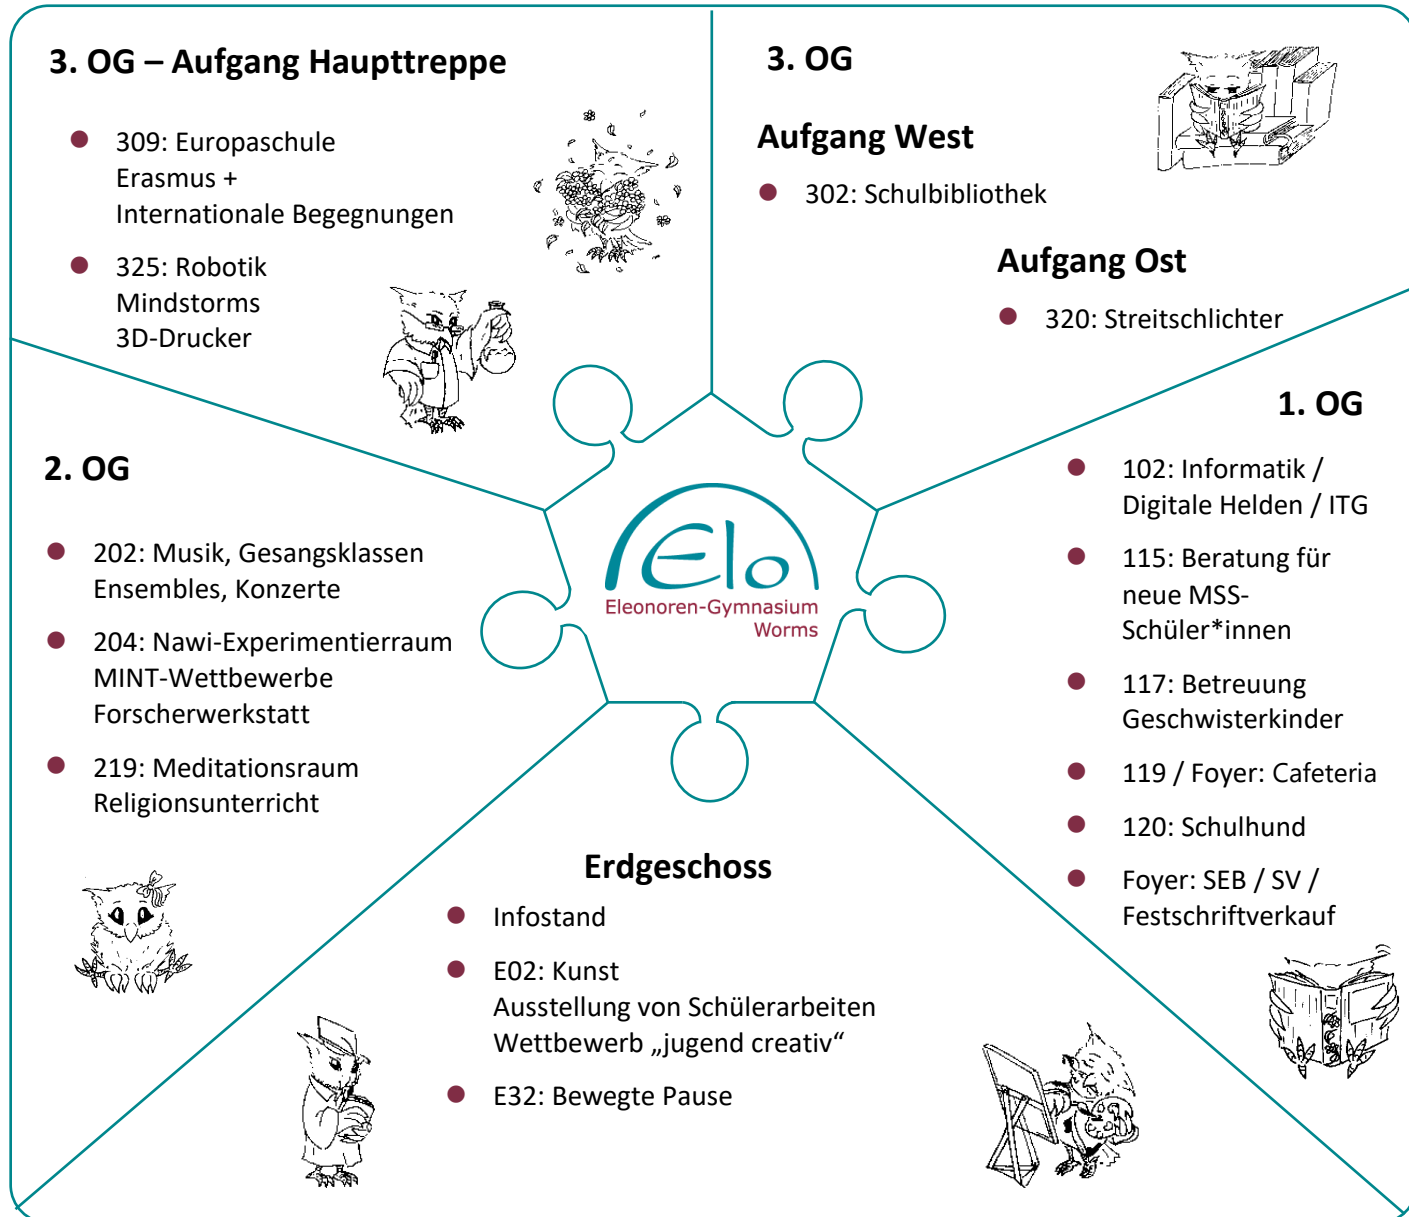 3. OG – Aufgang Haupttreppe
309: Europaschule
Erasmus +
Internationale Begegnungen
325: Robotik
Mindstorms
3D-Drucker
3. OG
Aufgang West
302: Schulbibliothek
Aufgang Ost
320: Streitschlichter
1. OG
102: Informatik /
Digitale Helden / ITG
115: Beratung für
neue MSS-
Schüler*innen
117: Betreuung
Geschwisterkinder
119 / Foyer: Cafeteria
120: Schulhund
Foyer: SEB / SV /
Festschriftverkauf
2. OG
202: Musik, Gesangsklassen
Ensembles, Konzerte
204: Nawi-Experimentierraum
MINT-Wettbewerbe
Forscherwerkstatt
219: Meditationsraum
Religionsunterricht
Elo
Eleonoren-Gymnasium
Worms
Erdgeschoss
Infostand
E02: Kunst
Ausstellung von Schülerarbeiten
Wettbewerb „jugend creativ“
E32: Bewegte Pause